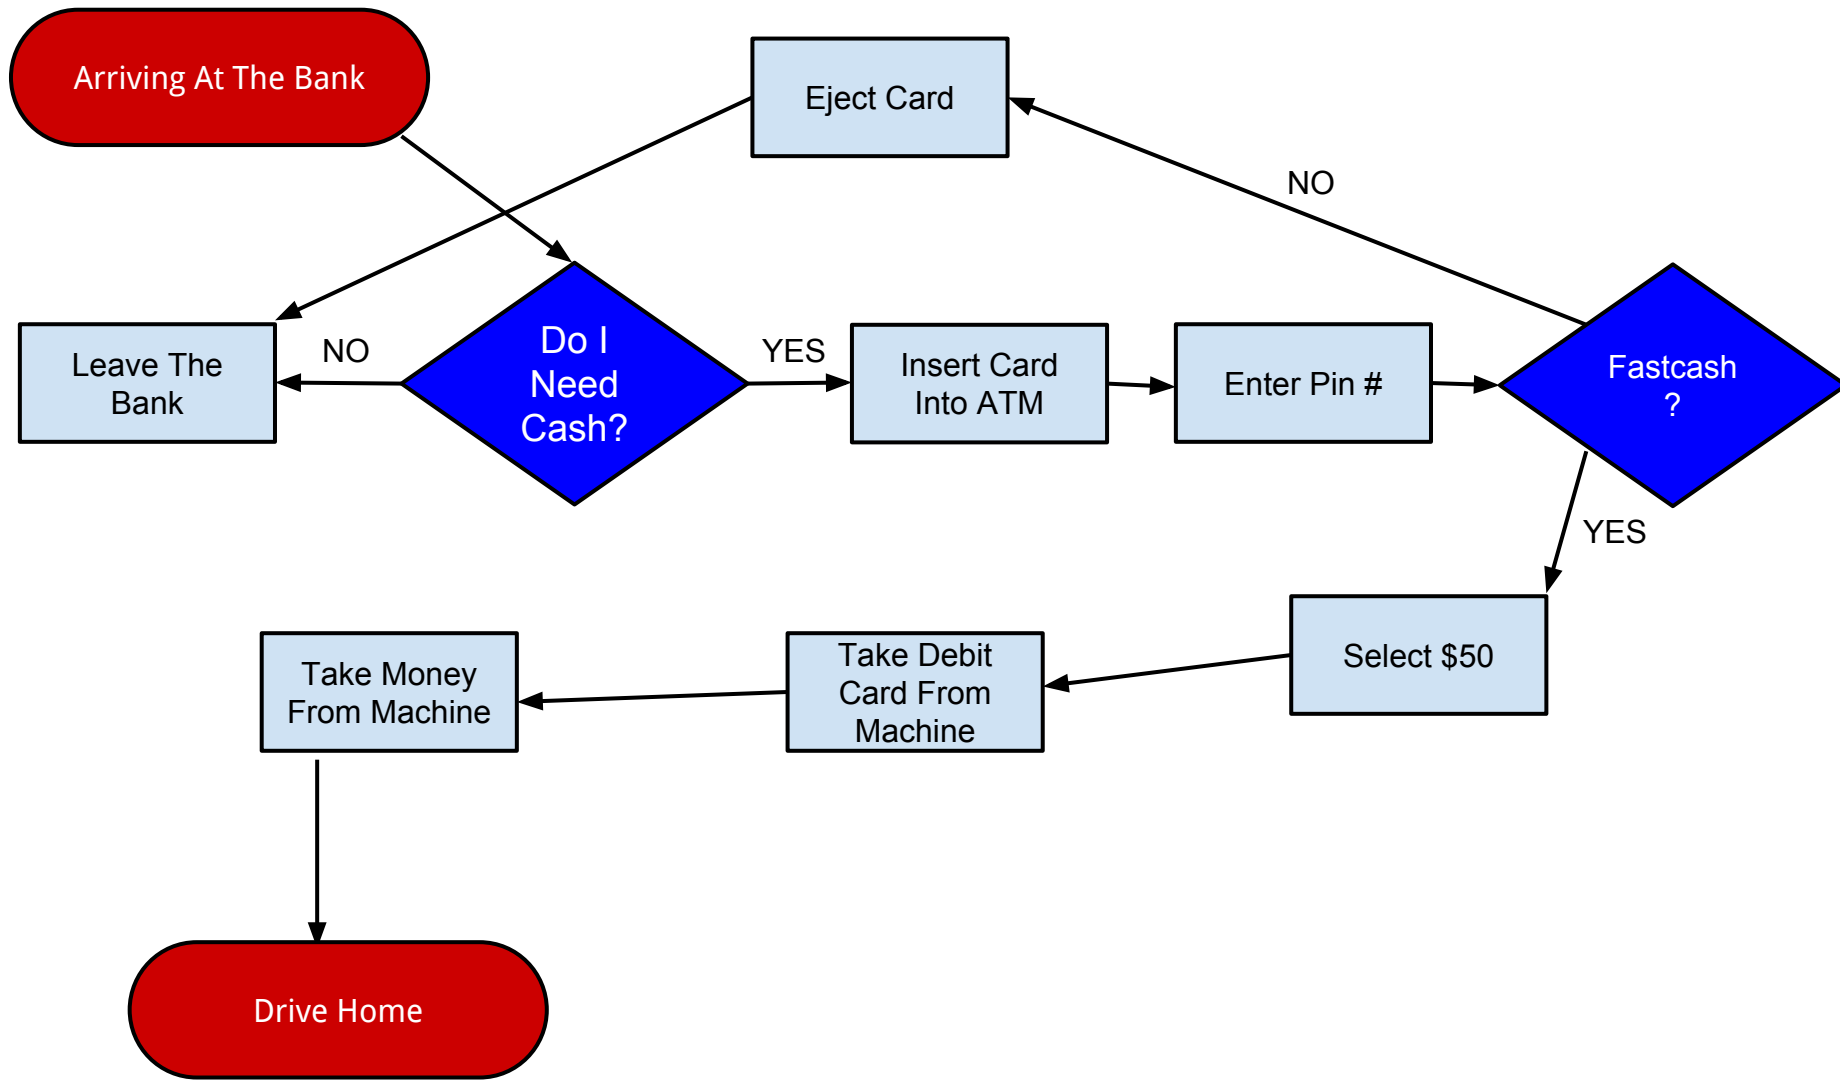 Arriving At The Bank
Eject Card
NO
Leave The
Bank
NO
Do I
Need
Cash?
YES
Insert Card
Into ATM
Enter Pin #
Fastcash
?
YES
Select $50
Take Debit
Card From
Machine
Take Money
From Machine
Drive Home